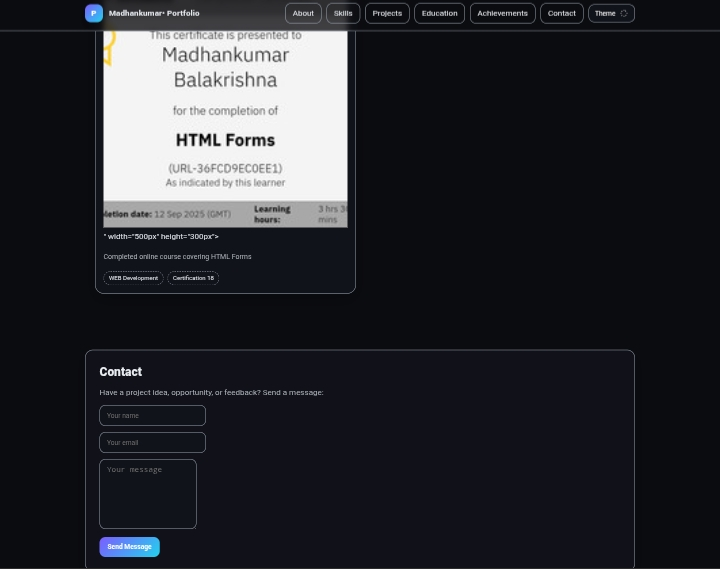 P Madhankumar• Portfolio About Skills Projects Education Achievements Contact Theme
This certificate is presented to
Madhankumar
Balakrishna
for the completion of
HTML Forms
(URL-36FCD9EC0EE1)
As indicated by this learner
letion date: 12 Sep 2025 (GMT) Learning hours: 3 hrs 30 mins
" width="500px" height="300px">
Completed online course covering HTML Forms
WEB Development Certification 18
Contact
Have a project idea, opportunity, or feedback? Send a message:
Your name
Your email
Your message
Send Message